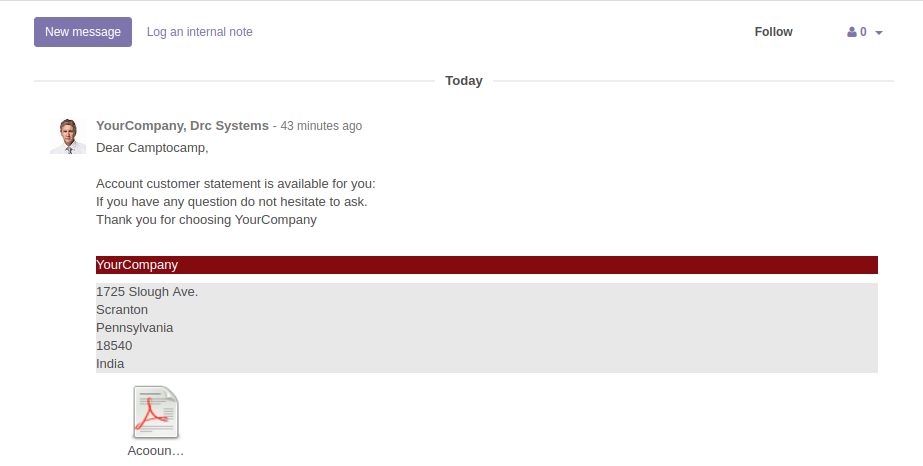 New message Log an internal note Follow 0
Today
YourCompany, Drc Systems - 43 minutes ago
Dear Camptocamp,
Account customer statement is available for you:
If you have any question do not hesitate to ask.
Thank you for choosing YourCompany
YourCompany
1725 Slough Ave.
Scranton
Pennsylvania
18540
India
Acooun…